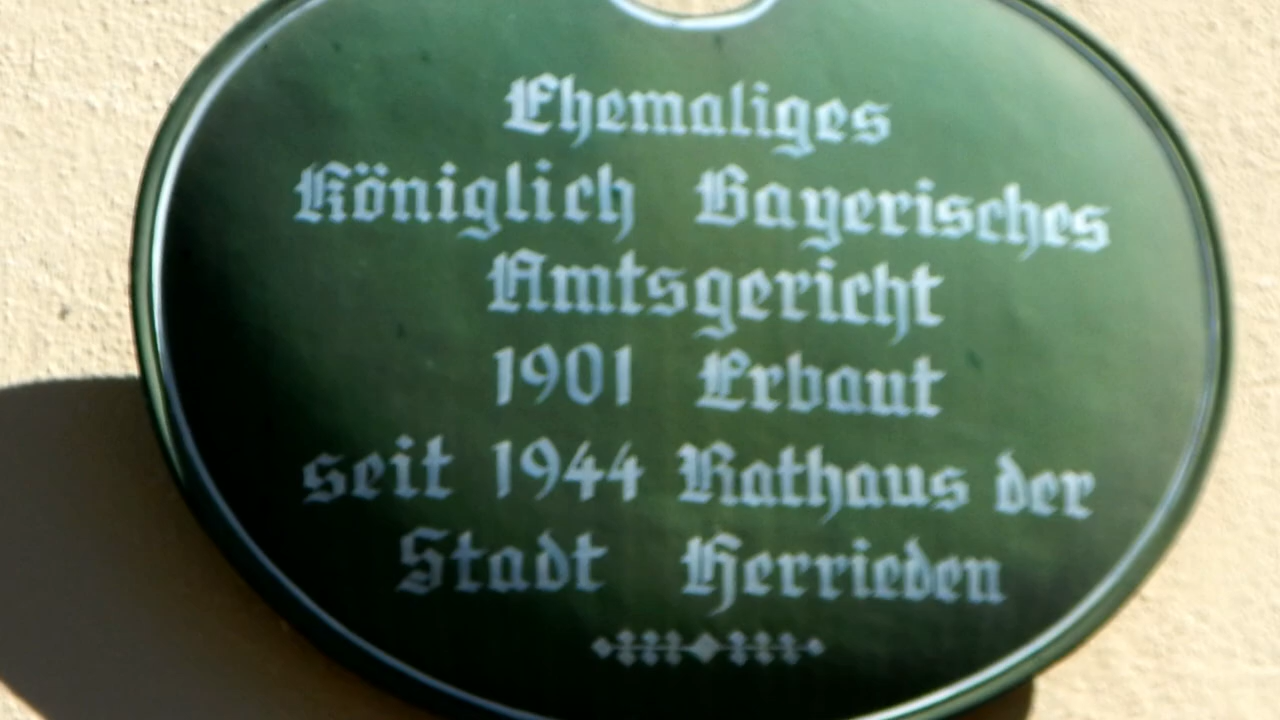 Ehemaliges
Königlich Bayerisches
Amtsgericht
1901 Erbaut
seit 1944 Rathaus der
Stadt Herrieden